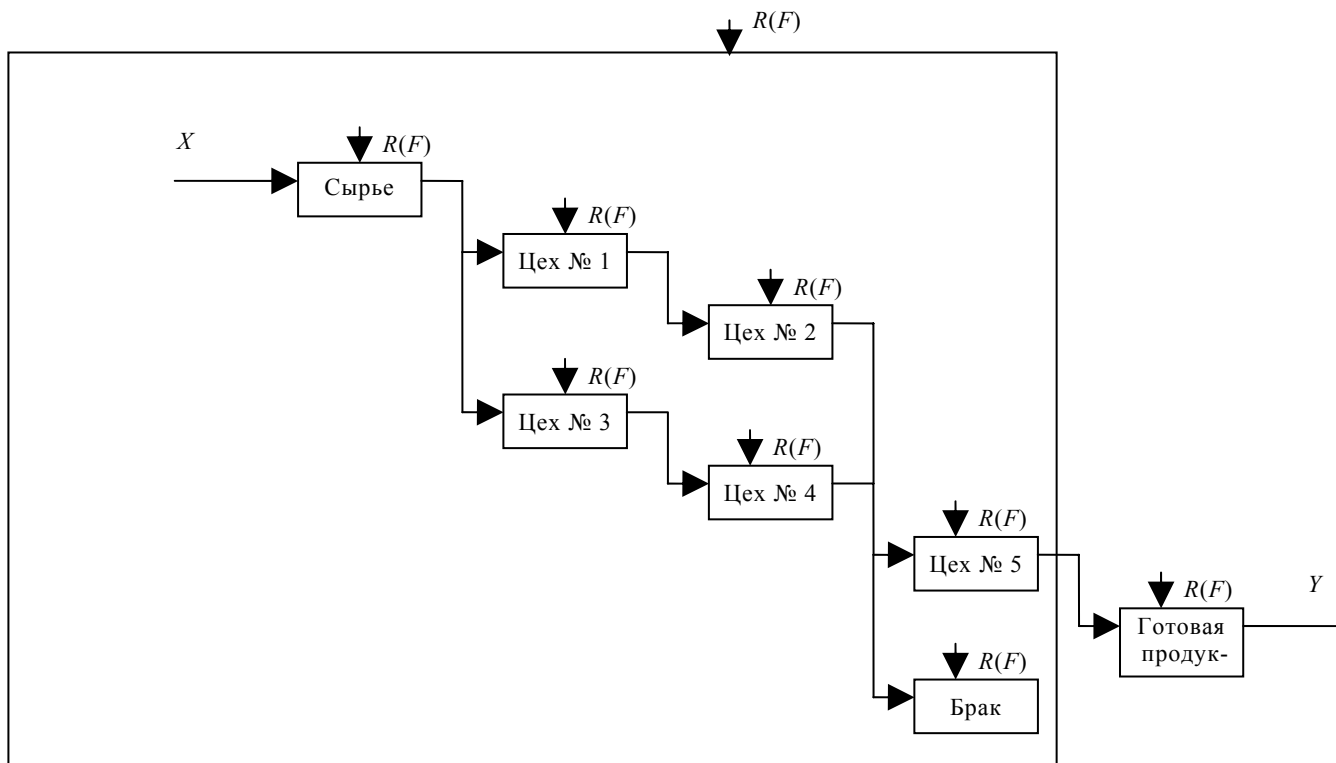 R(F)
X
R(F)
Сырье
R(F)
Цех № 1
R(F)
Цех № 2
R(F)
Цех № 3
R(F)
Цех № 4
R(F)
Цех № 5
R(F)
Y
Готовая
продук-
R(F)
Брак